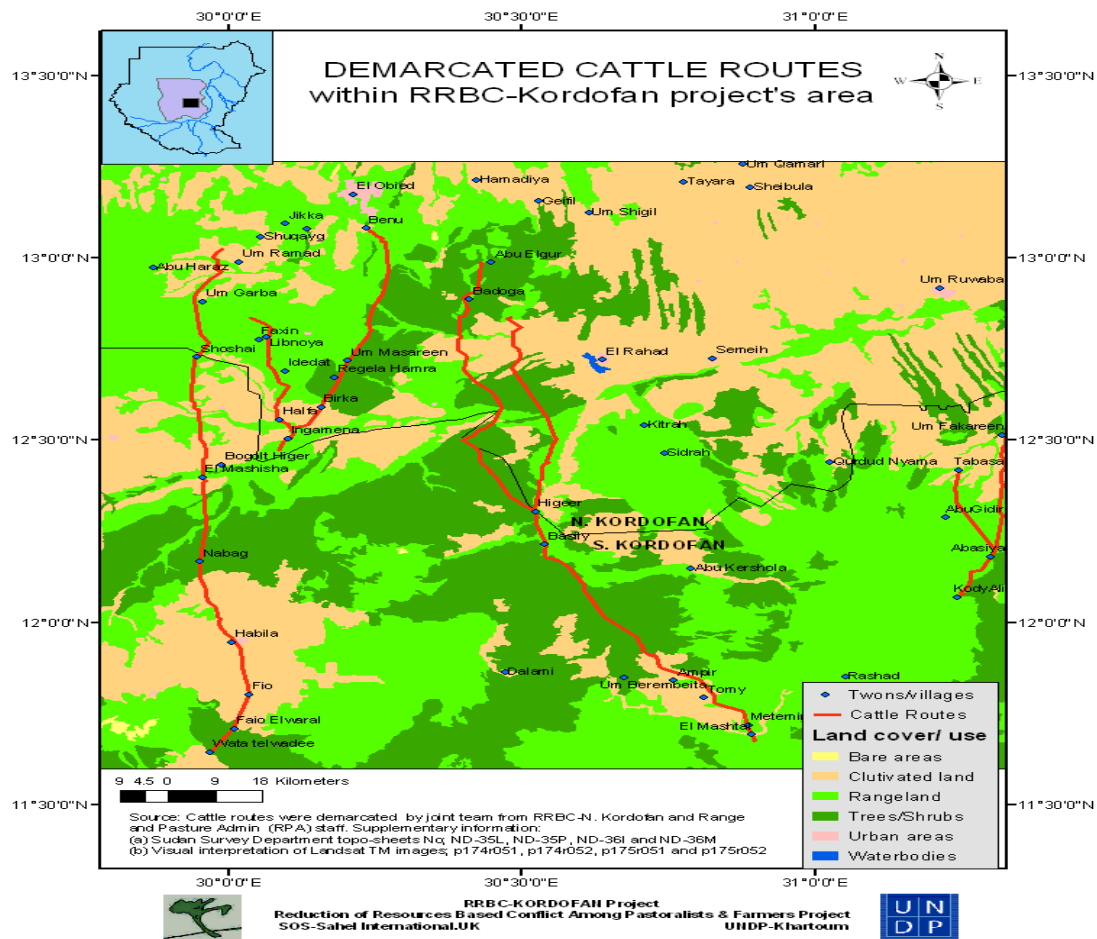 30°0'0"E 30°30'0"E 31°0'0"E
13°30'0"N 13°30'0"N
DEMARCATED CATTLE ROUTES
within RRBC-Kordofan project's area
N
W E
S
Um Qamari
El Obied
Hamadiya
Tayara
Sheibula
Geifil
Um Shigil
Jikka
Benu
Shuqayg
13°0'0"N 13°0'0"N
Um Ramad
Abu Elgur
Abu Haraz
Um Ruwaba
Um Garba
Badoga
Faxin
Libnoya
Shoshai
Um Masareen
El Rahad
Semeih
Idedat
Regela Hamra
Birka
Halfa
Kitrah
Um Fakareen
12°30'0"N 12°30'0"N
Ingamena
Bogolt Higer
El Mashisha
Sidrah
Qurdud Nyama
Tabasa
Higeer
N. KORDOFAN
AbuGidir
Basity
S. KORDOFAN
Abasiya
Nabag
Abu Kershola
KodyAli
12°0'0"N 12°0'0"N
Habila
Dalami
Ampir
Rashad
Um Berembeita
Tomy
Fio
Faio Elwaral
El Mashtar
Metemir
Wata telwadee
Twons/villages
Cattle Routes
Land cover/ use
Bare areas
Clutivated land
Rangeland
Trees/Shrubs
Urban areas
Waterbodies
9 4.5 0 9 18 Kilometers
11°30'0"N 11°30'0"N
Source: Cattle routes were demarcated by joint team from RRBC-N. Kordofan and Range
and Pasture Admin (RPA) staff. Supplementary information:
(a) Sudan Survey Department topo-sheets No; ND-35L, ND-35P, ND-36I and ND-36M
(b) Visual interpretation of Landsat TM images; p174r051, p174r052, p175r051 and p175r052
30°0'0"E 30°30'0"E 31°0'0"E
RRBC-KORDOFAN Project
Reduction of Resources Based Conflict Among Pastoralists & Farmers Project
SOS-Sahel International.UK UNDP-Khartoum
U N
D P